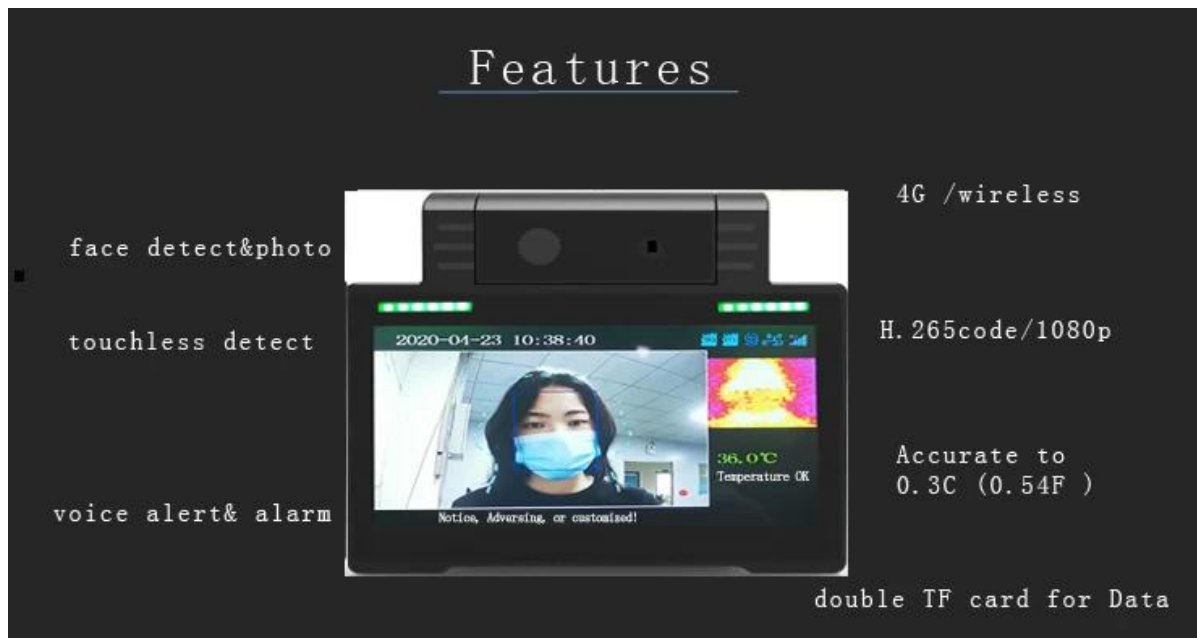 Features
4G /wireless
face detect&photo
touchless detect
H.265code/1080p
2020-04-23 10:38:40
36.0℃
Temperature OK
Accurate to
0.3C (0.54F )
voice alert& alarm
Notice, Adversing, or customized!
double TF card for Data